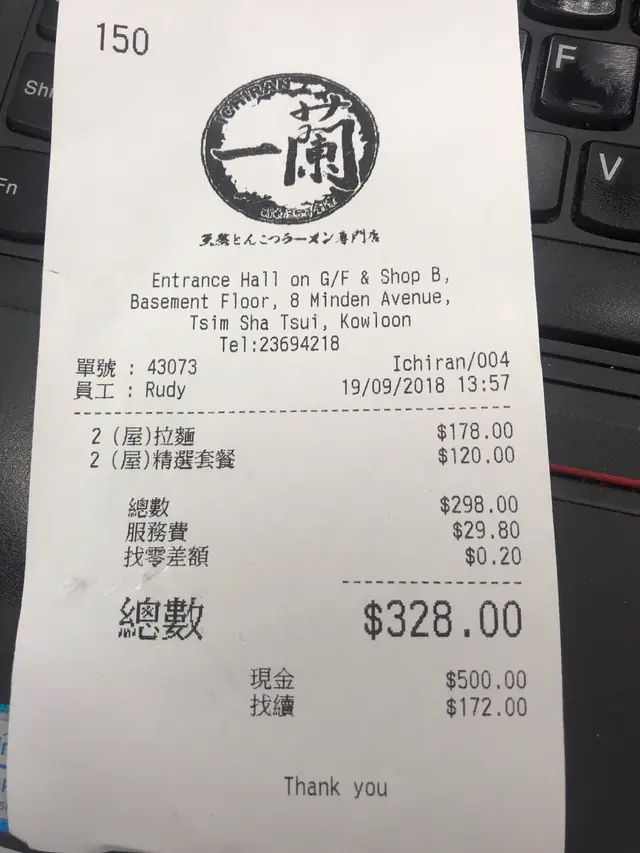 150
ICHIRAN
一蘭
天然とんこつラーメン専門店
Entrance Hall on G/F & Shop B,
Basement Floor, 8 Minden Avenue,
Tsim Sha Tsui, Kowloon
Tel:23694218
單號 : 43073 Ichiran/004
員工 : Rudy 19/09/2018 13:57
2 (屋)拉麵 $178.00
2 (屋)精選套餐 $120.00
總數 $298.00
服務費 $29.80
找零差額 $0.20
總數 $328.00
現金 $500.00
找續 $172.00
Thank you
Shi
Fn
F
V